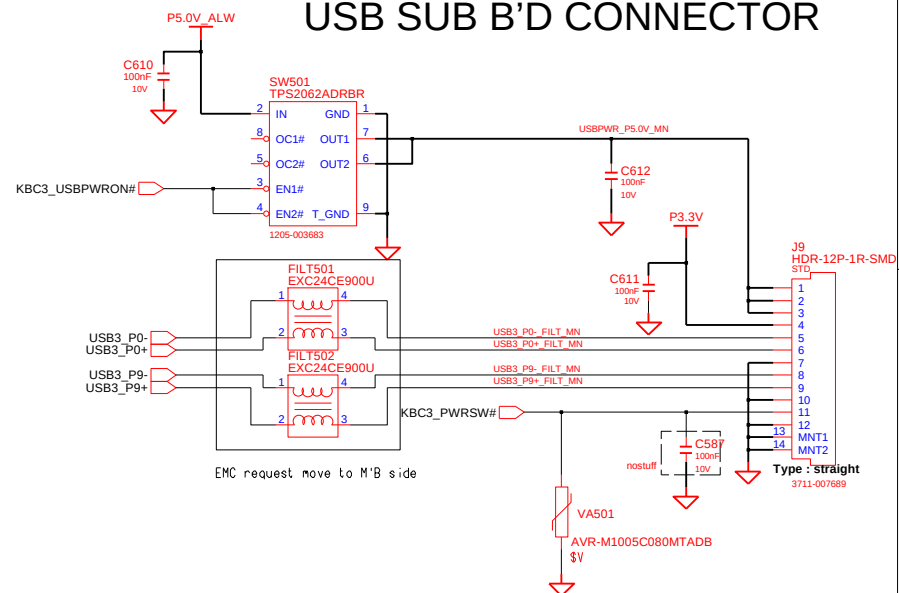 USB SUB B'D CONNECTOR
P5.0V_ALW
C610
100nF
10V
SW501
TPS2062ADRBR
2 IN GND 1
8 OC1# OUT1 7
5 OC2# OUT2 6
3 EN1#
4 EN2# T_GND 9
1205-003683
KBC3_USBPWRON#
USBPWR_P5.0V_MN
C612
100nF
10V
P3.3V
C611
100nF
10V
J9
HDR-12P-1R-SMD
STD
1
2
3
4
5
6
7
8
9
10
11
12
13 MNT1
14 MNT2
Type : straight
3711-007689
FILT501
EXC24CE900U
1 4
2 3
FILT502
EXC24CE900U
1 4
2 3
USB3_P0-
USB3_P0+
USB3_P9-
USB3_P9+
USB3_P0-_FILT_MN
USB3_P0+_FILT_MN
USB3_P9-_FILT_MN
USB3_P9+_FILT_MN
KBC3_PWRSW#
EMC request move to M'B side
nostuff
C587
100nF
10V
VA501
AVR-M1005C080MTADB
$V